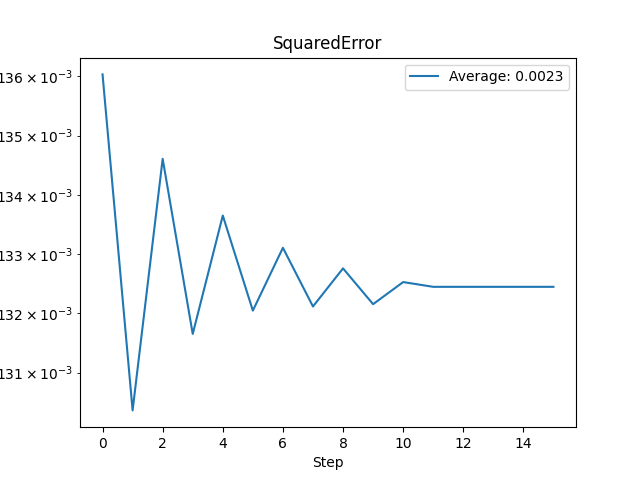 SquaredError
Average: 0.0023
136 × 10⁻³
135 × 10⁻³
134 × 10⁻³
133 × 10⁻³
132 × 10⁻³
131 × 10⁻³
0 2 4 6 8 10 12 14
Step